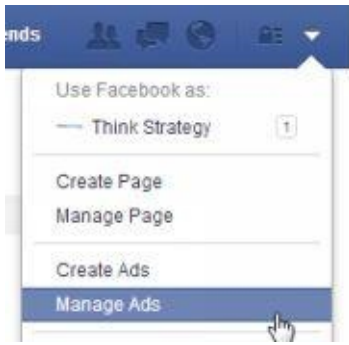 ends
Use Facebook as:
Think Strategy 1
Create Page
Manage Page
Create Ads
Manage Ads